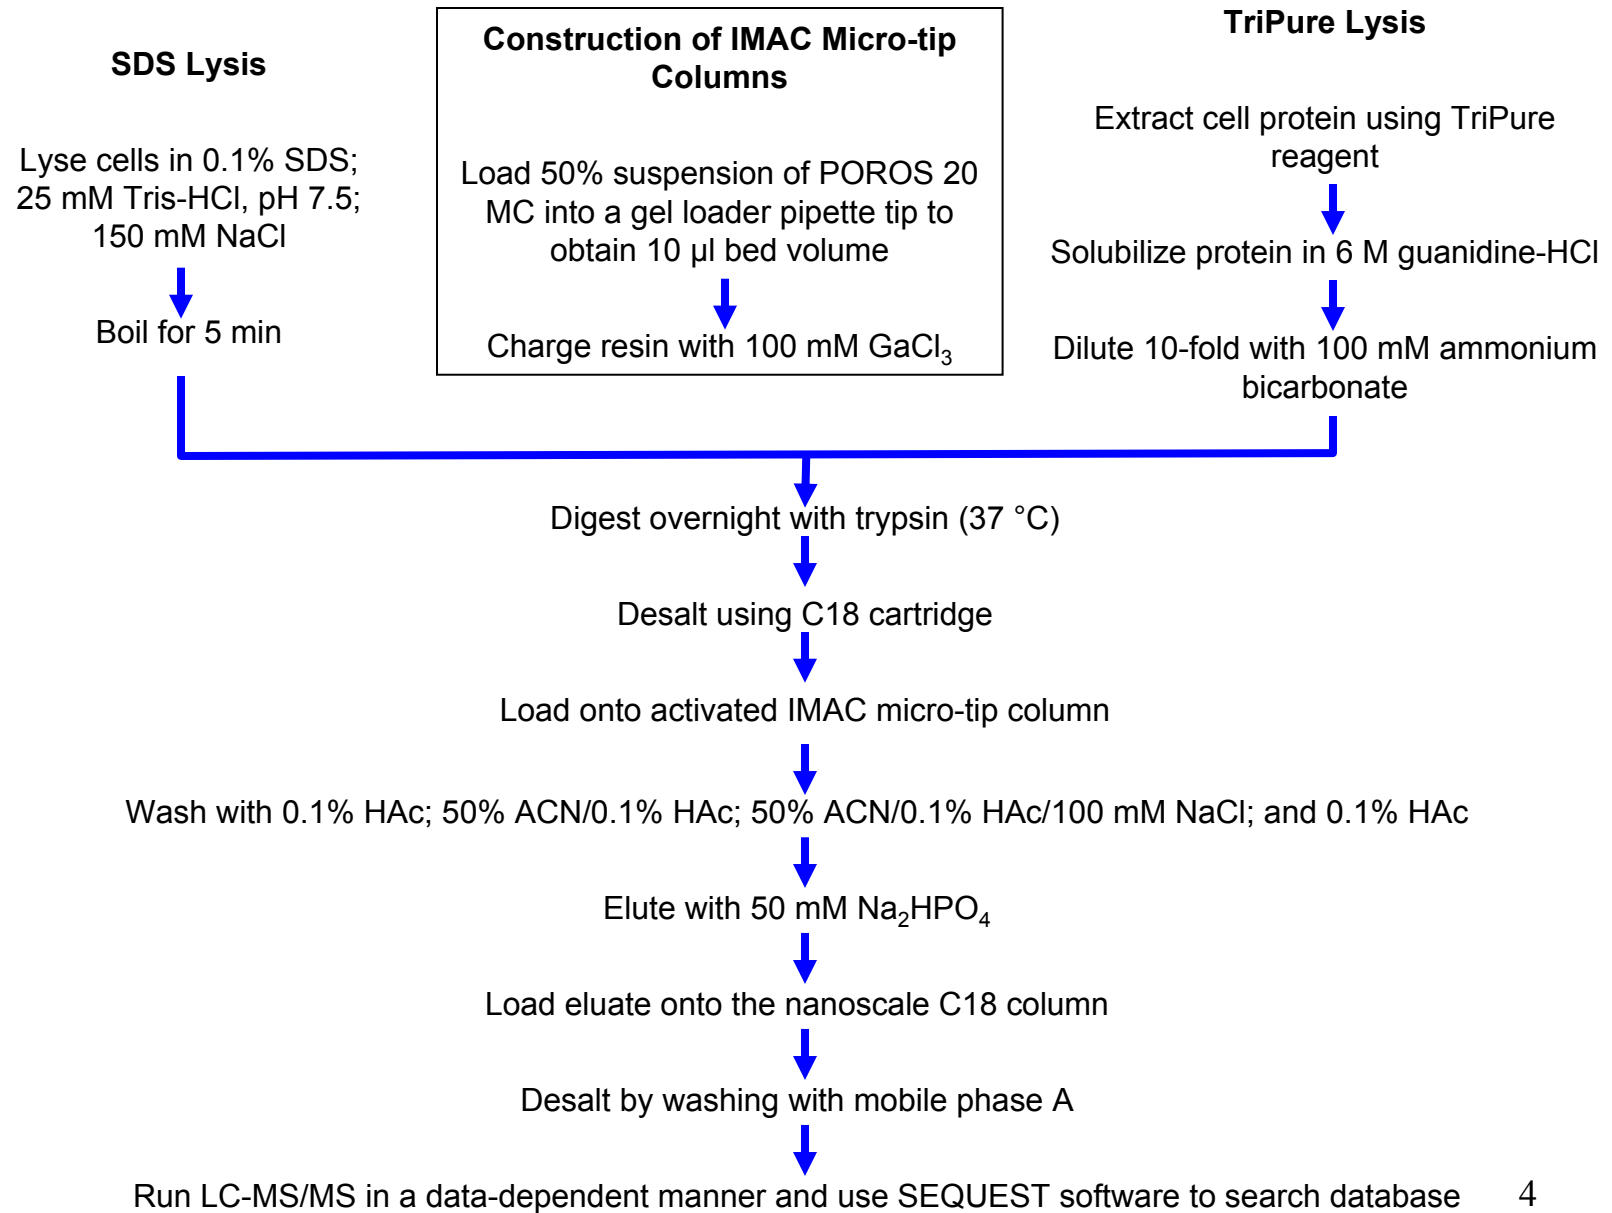 SDS Lysis
Lyse cells in 0.1% SDS;
25 mM Tris-HCl, pH 7.5;
150 mM NaCl
Boil for 5 min
Construction of IMAC Micro-tip
Columns
Load 50% suspension of POROS 20
MC into a gel loader pipette tip to
obtain 10 µl bed volume
Charge resin with 100 mM GaCl₃
TriPure Lysis
Extract cell protein using TriPure
reagent
Solubilize protein in 6 M guanidine-HCl
Dilute 10-fold with 100 mM ammonium
bicarbonate
Digest overnight with trypsin (37 °C)
Desalt using C18 cartridge
Load onto activated IMAC micro-tip column
Wash with 0.1% HAc; 50% ACN/0.1% HAc; 50% ACN/0.1% HAc/100 mM NaCl; and 0.1% HAc
Elute with 50 mM Na₂HPO₄
Load eluate onto the nanoscale C18 column
Desalt by washing with mobile phase A
Run LC-MS/MS in a data-dependent manner and use SEQUEST software to search database
4